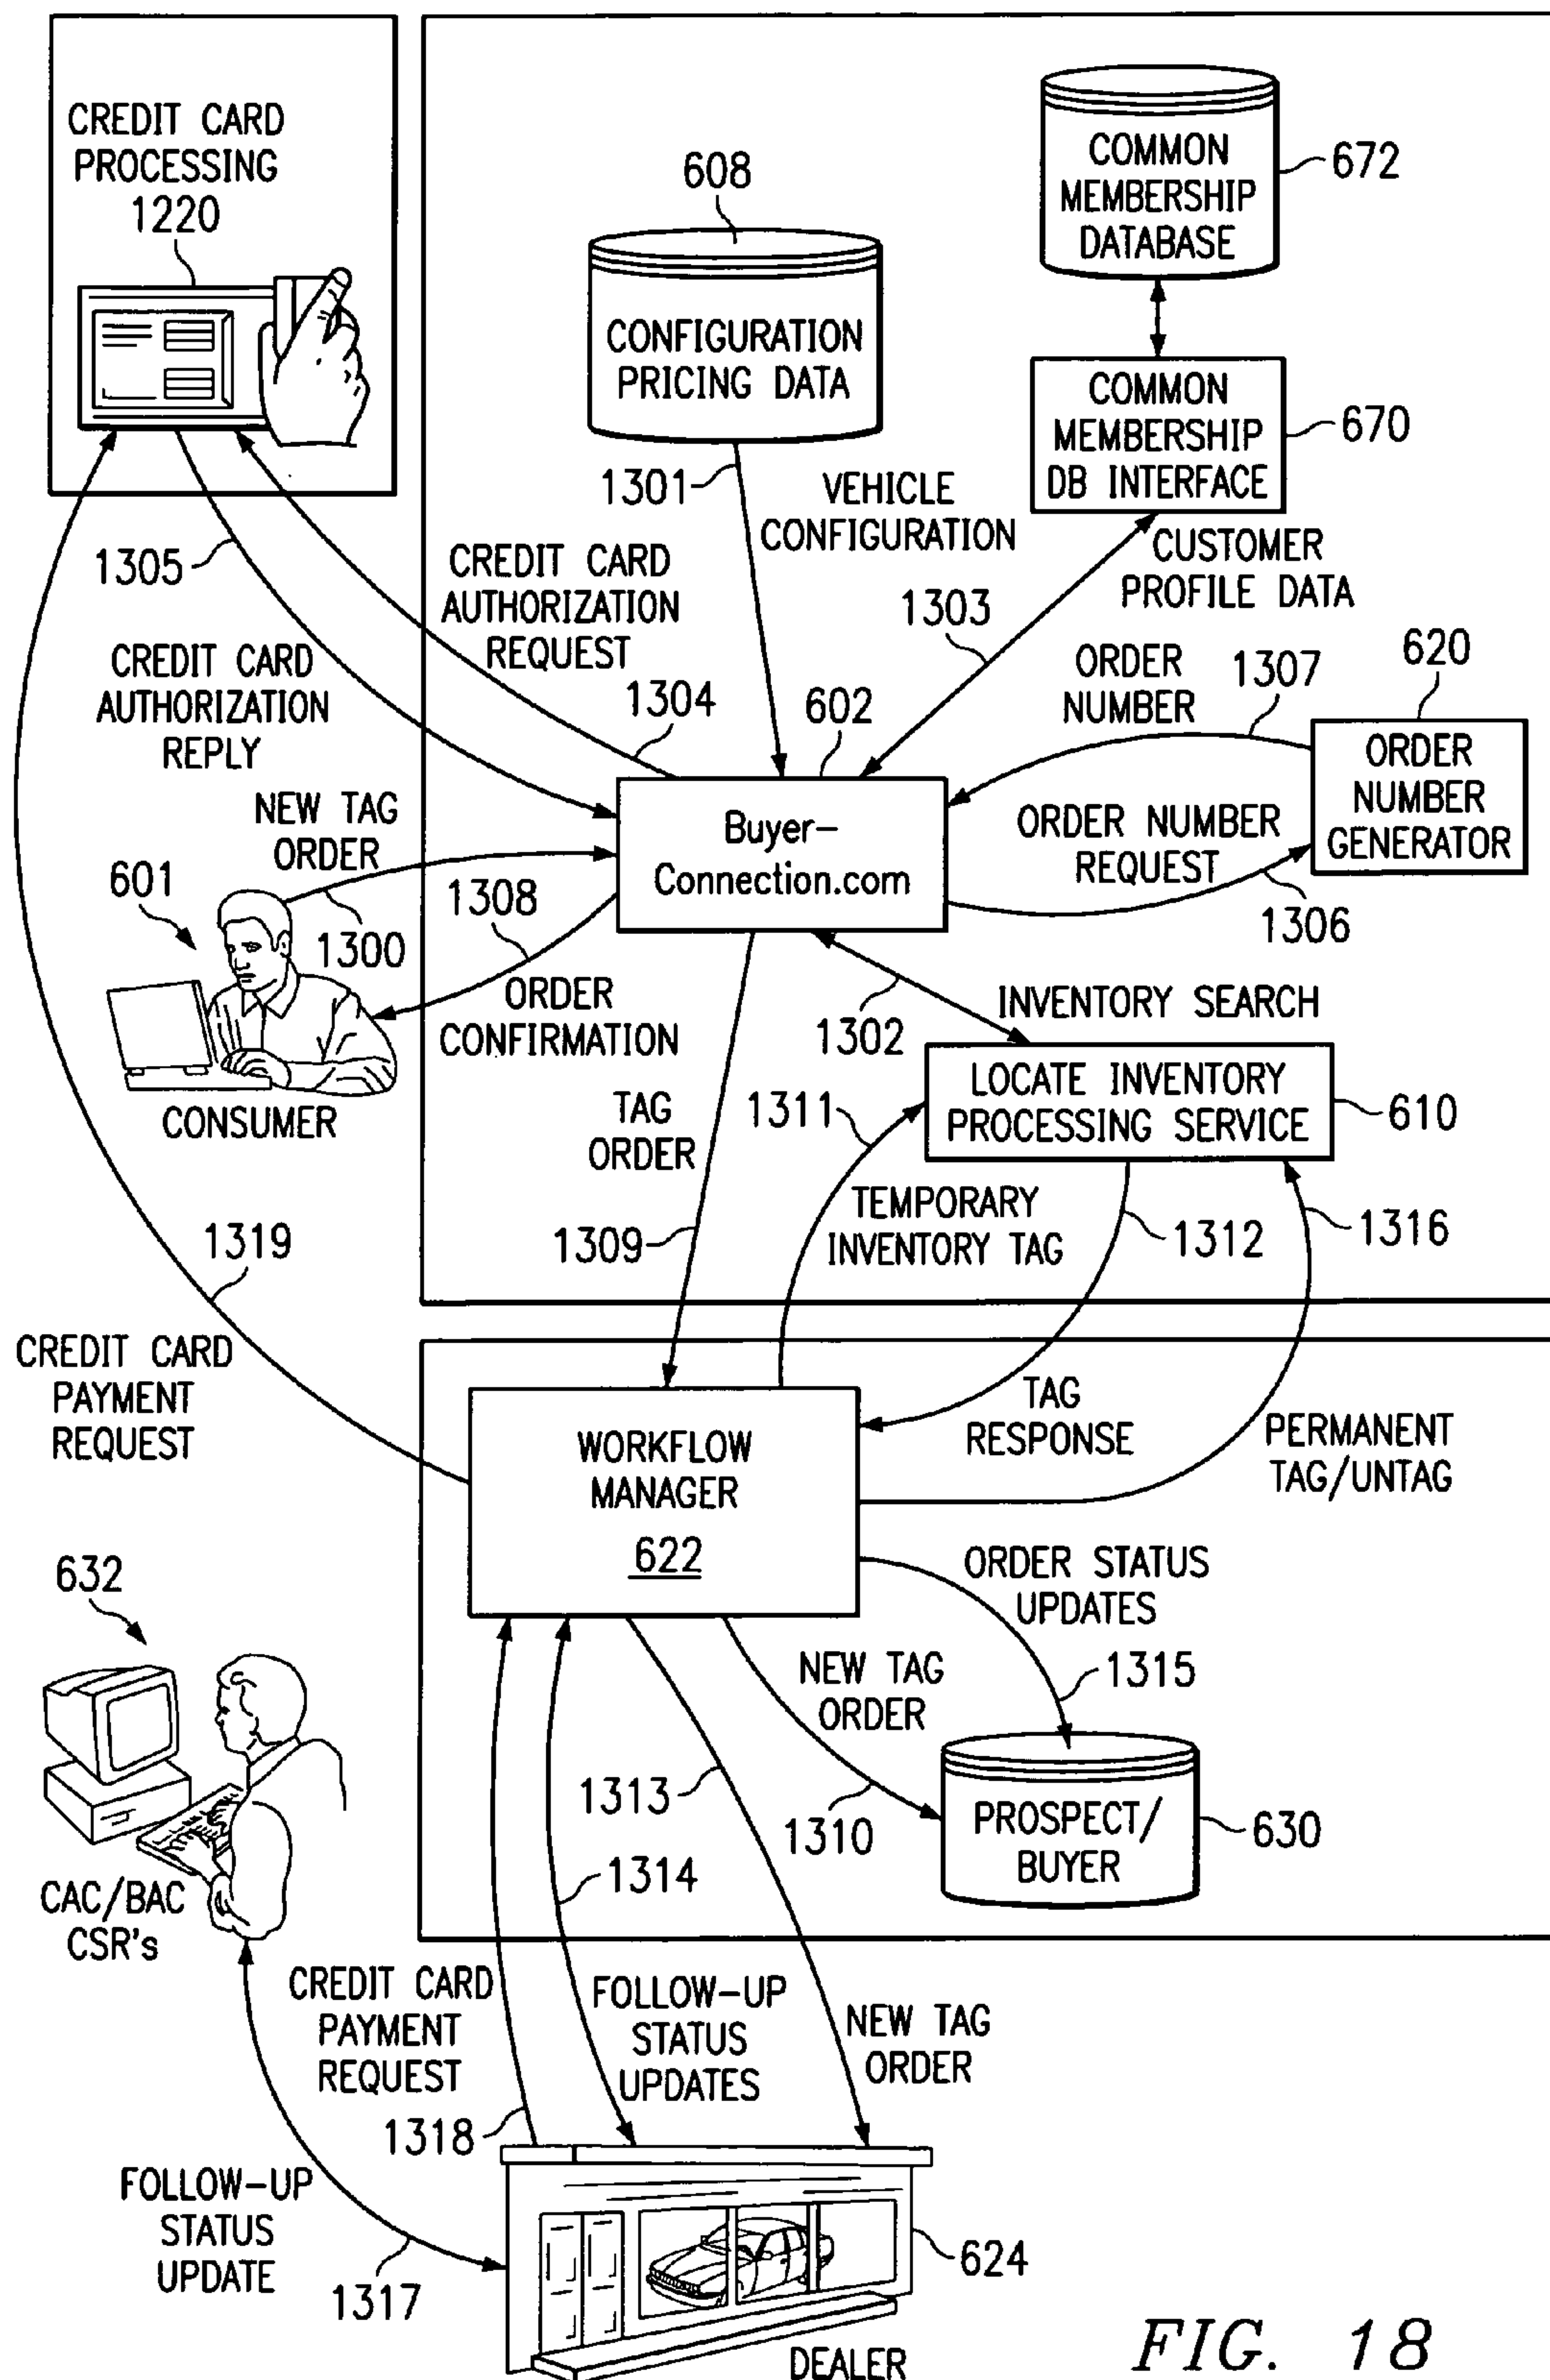 CREDIT CARD
PROCESSING
1220
608
CONFIGURATION
PRICING DATA
COMMON
MEMBERSHIP
DATABASE
672
COMMON
MEMBERSHIP
DB INTERFACE
670
1301
VEHICLE
CONFIGURATION
CUSTOMER
PROFILE DATA
1303
1305
CREDIT CARD
AUTHORIZATION
REQUEST
1304
CREDIT CARD
AUTHORIZATION
REPLY
602
ORDER
NUMBER
1307
620
ORDER
NUMBER
GENERATOR
Buyer-
Connection.com
ORDER NUMBER
REQUEST
1306
NEW TAG
ORDER
601
1300
1308
CONSUMER
ORDER
CONFIRMATION
1302
INVENTORY SEARCH
LOCATE INVENTORY
PROCESSING SERVICE
610
TAG
ORDER
1311
1309
TEMPORARY
INVENTORY TAG
1312
1316
1319
CREDIT CARD
PAYMENT
REQUEST
WORKFLOW
MANAGER
622
TAG
RESPONSE
PERMANENT
TAG/UNTAG
ORDER STATUS
UPDATES
1315
632
NEW TAG
ORDER
1313
1310
PROSPECT/
BUYER
630
1314
CAC/BAC
CSR's
CREDIT CARD
PAYMENT
REQUEST
1318
FOLLOW-UP
STATUS
UPDATES
NEW TAG
ORDER
FOLLOW-UP
STATUS
UPDATE
1317
624
DEALER
FIG. 18